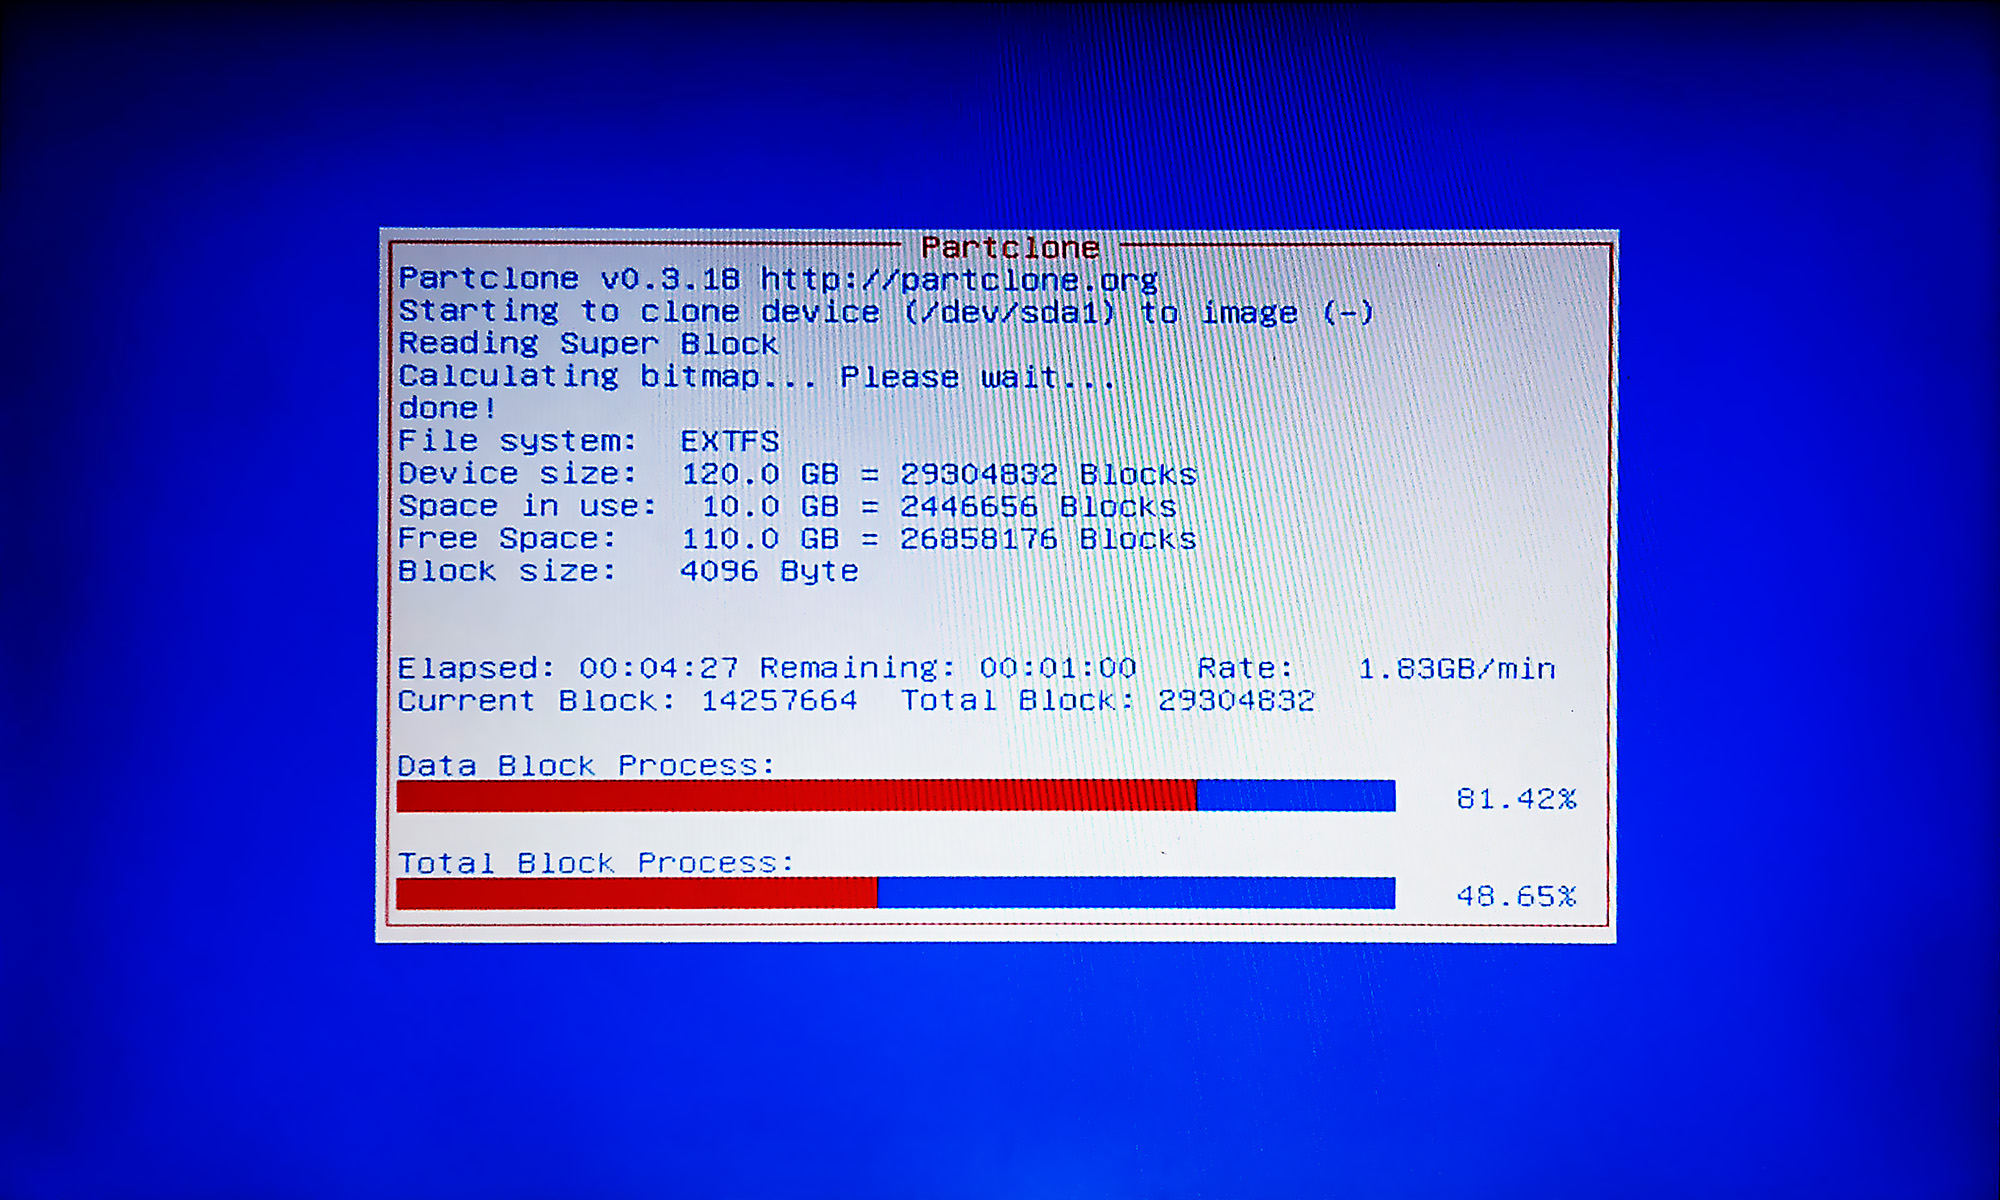 Partclone
Partclone v0.3.18 http://partclone.org
Starting to clone device (/dev/sda1) to image (-)
Reading Super Block
Calculating bitmap... Please wait...
done!
File system:  EXTFS
Device size:  120.0 GB = 29304832 Blocks
Space in use:  10.0 GB = 2446656 Blocks
Free Space:   110.0 GB = 26858176 Blocks
Block size:   4096 Byte
Elapsed: 00:04:27 Remaining: 00:01:00   Rate:   1.83GB/min
Current Block: 14257664  Total Block: 29304832
Data Block Process:
81.42%
Total Block Process:
48.65%